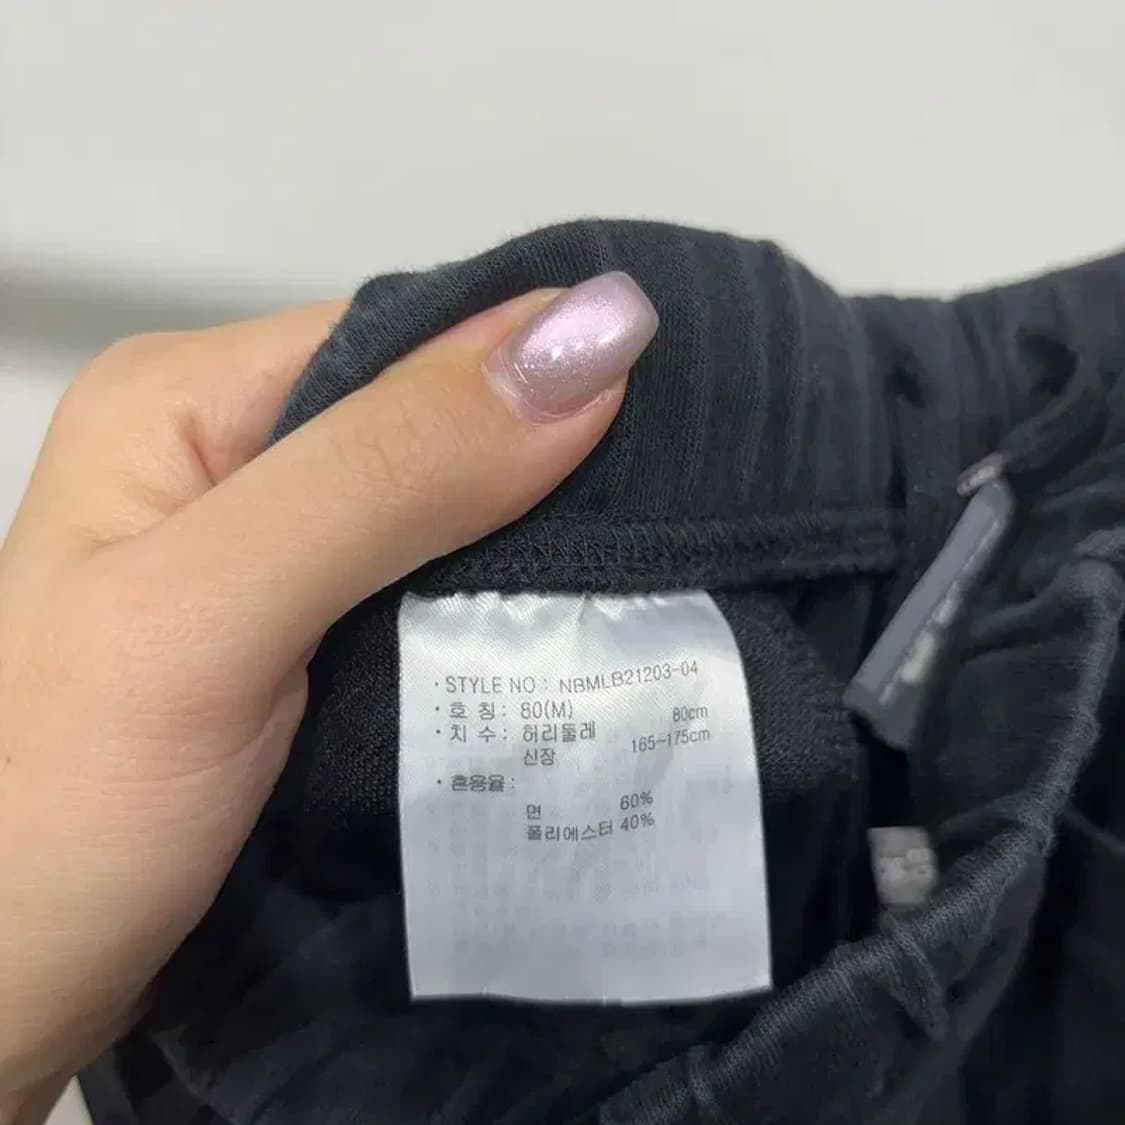 · STYLE NO : NBMLB21203-04
· 호 칭 : 80(M)
· 치 수 : 허리둘레 80cm
신장 165-175cm
· 혼용율 :
면 60%
폴리에스터 40%